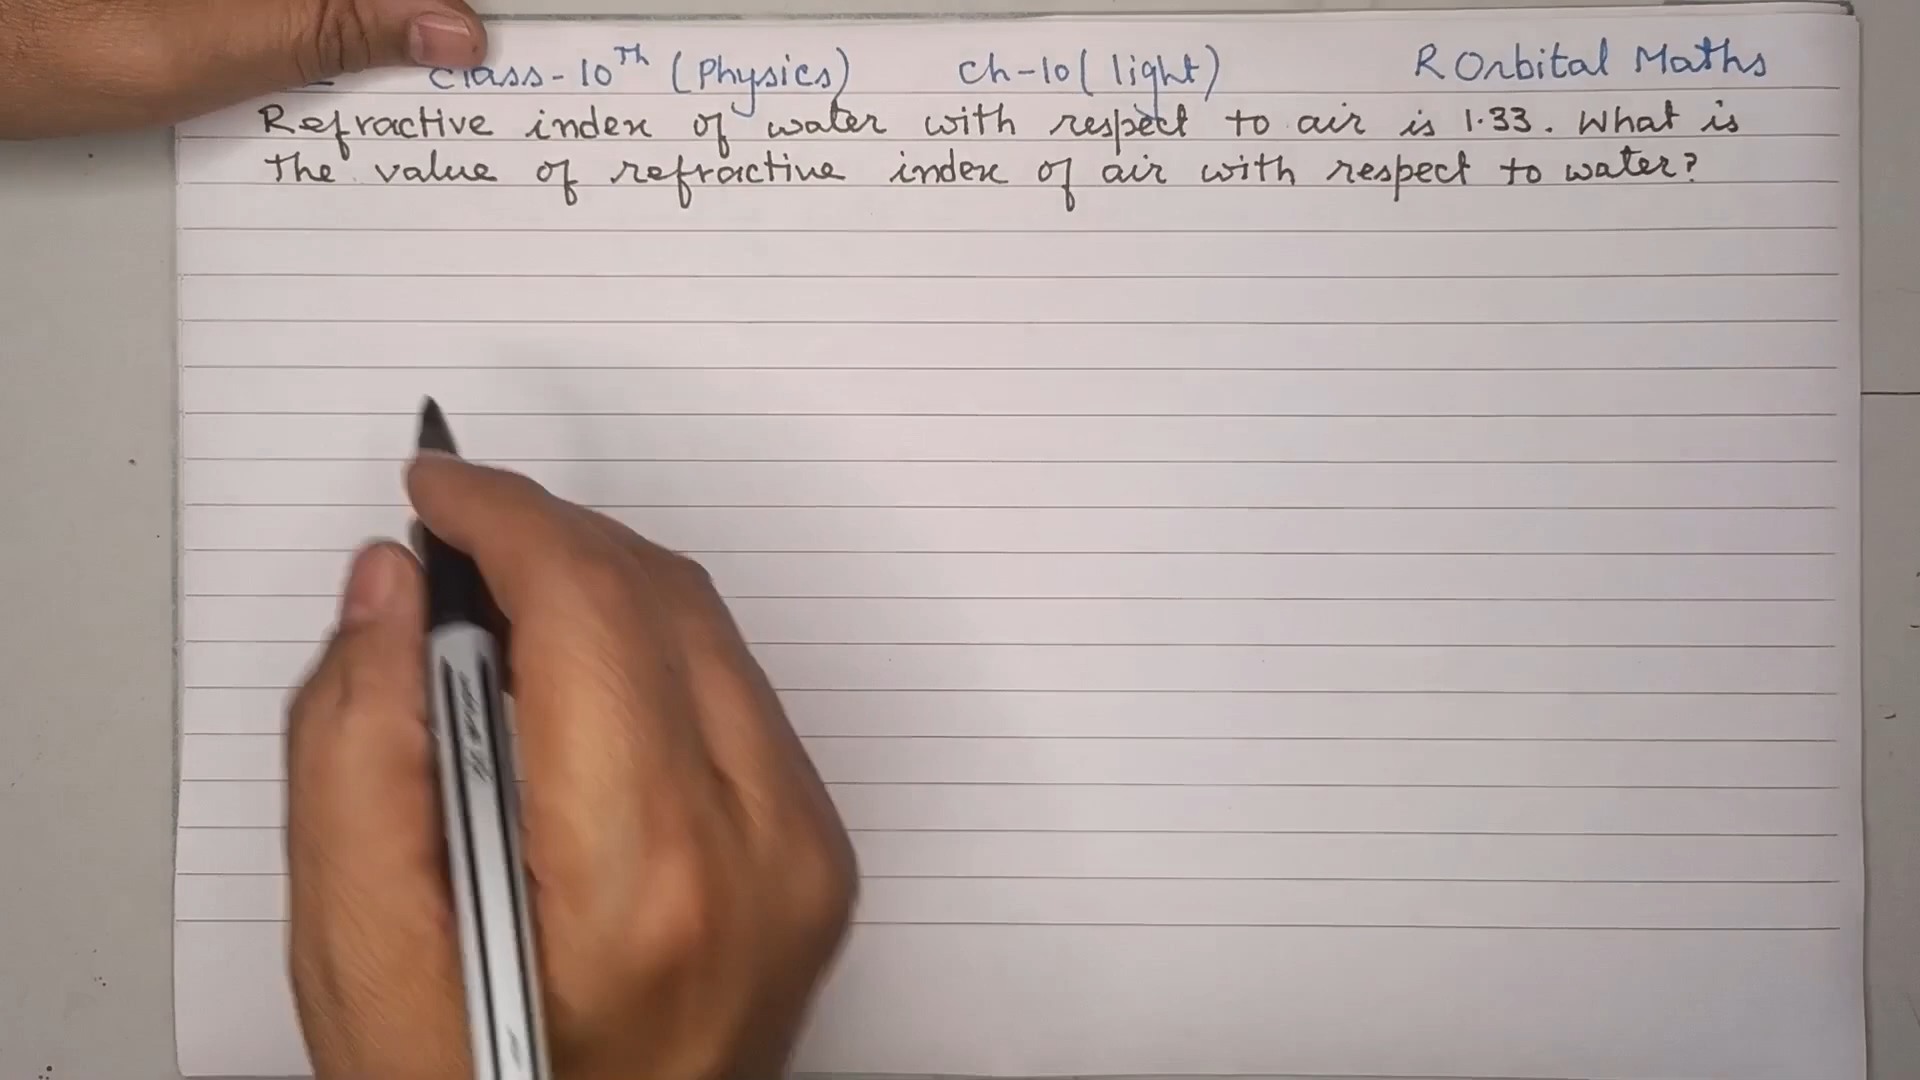 Class-10Th (Physics) Ch-10( light) R Orbital Maths
Refractive index of water with respect to air is 1.33. What is
The value of refractive index of air with respect to water?